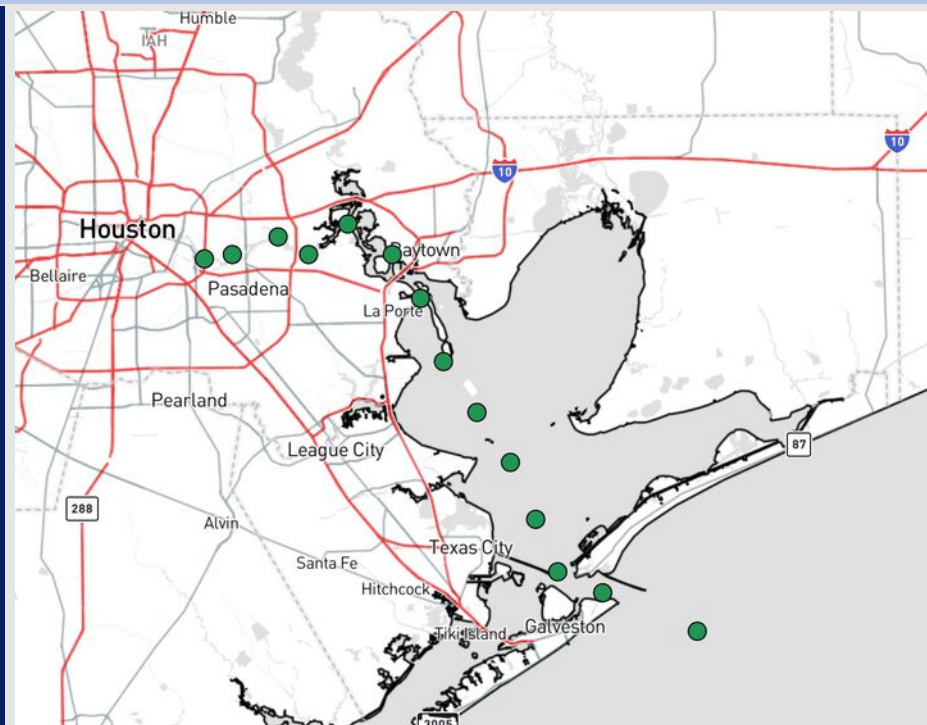 Humble
IAH
10
10
Houston
Baytown
Bellaire
Pasadena
La Porte
Pearland
87
League City
288
Alvin
Texas City
Santa Fe
Hitchcock
Tiki Island
Galveston
3005